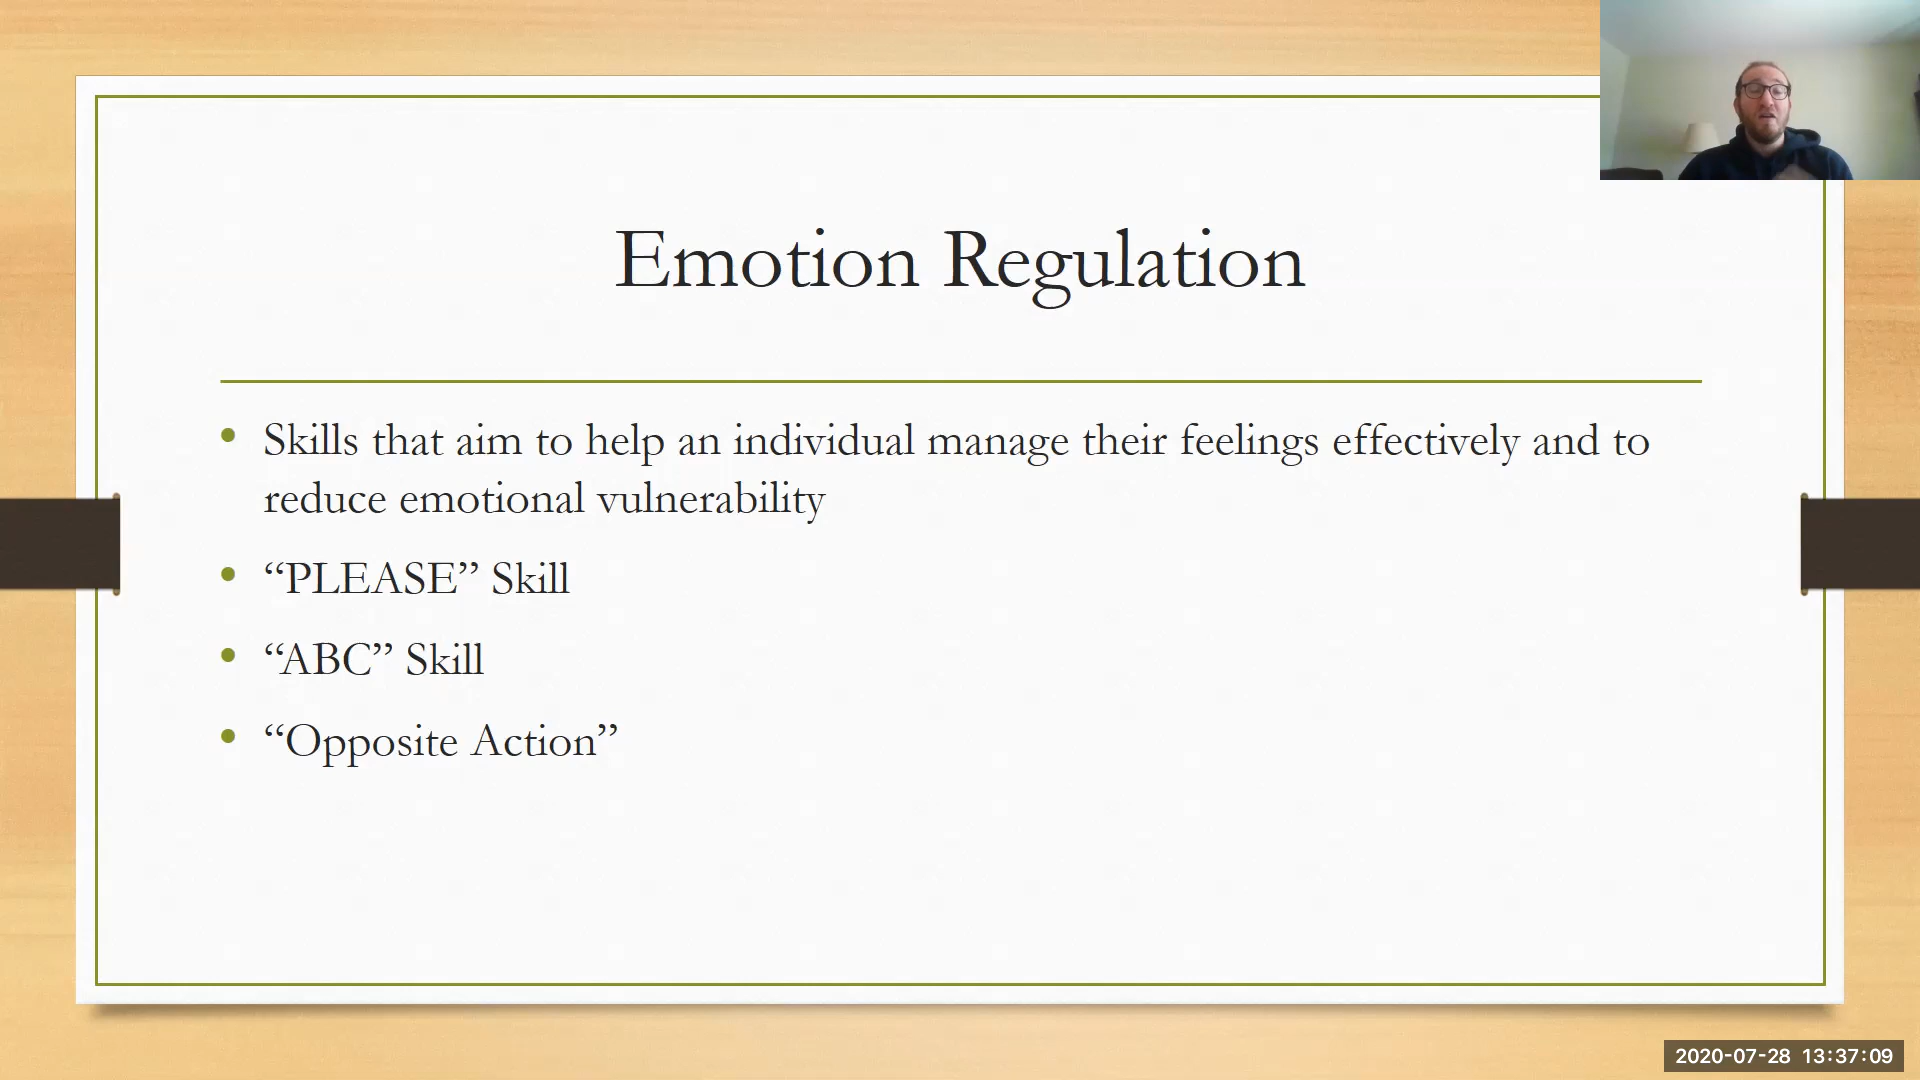 Emotion Regulation
Skills that aim to help an individual manage their feelings effectively and to
reduce emotional vulnerability
“PLEASE” Skill
“ABC” Skill
“Opposite Action”
2020-07-28 13:37:09